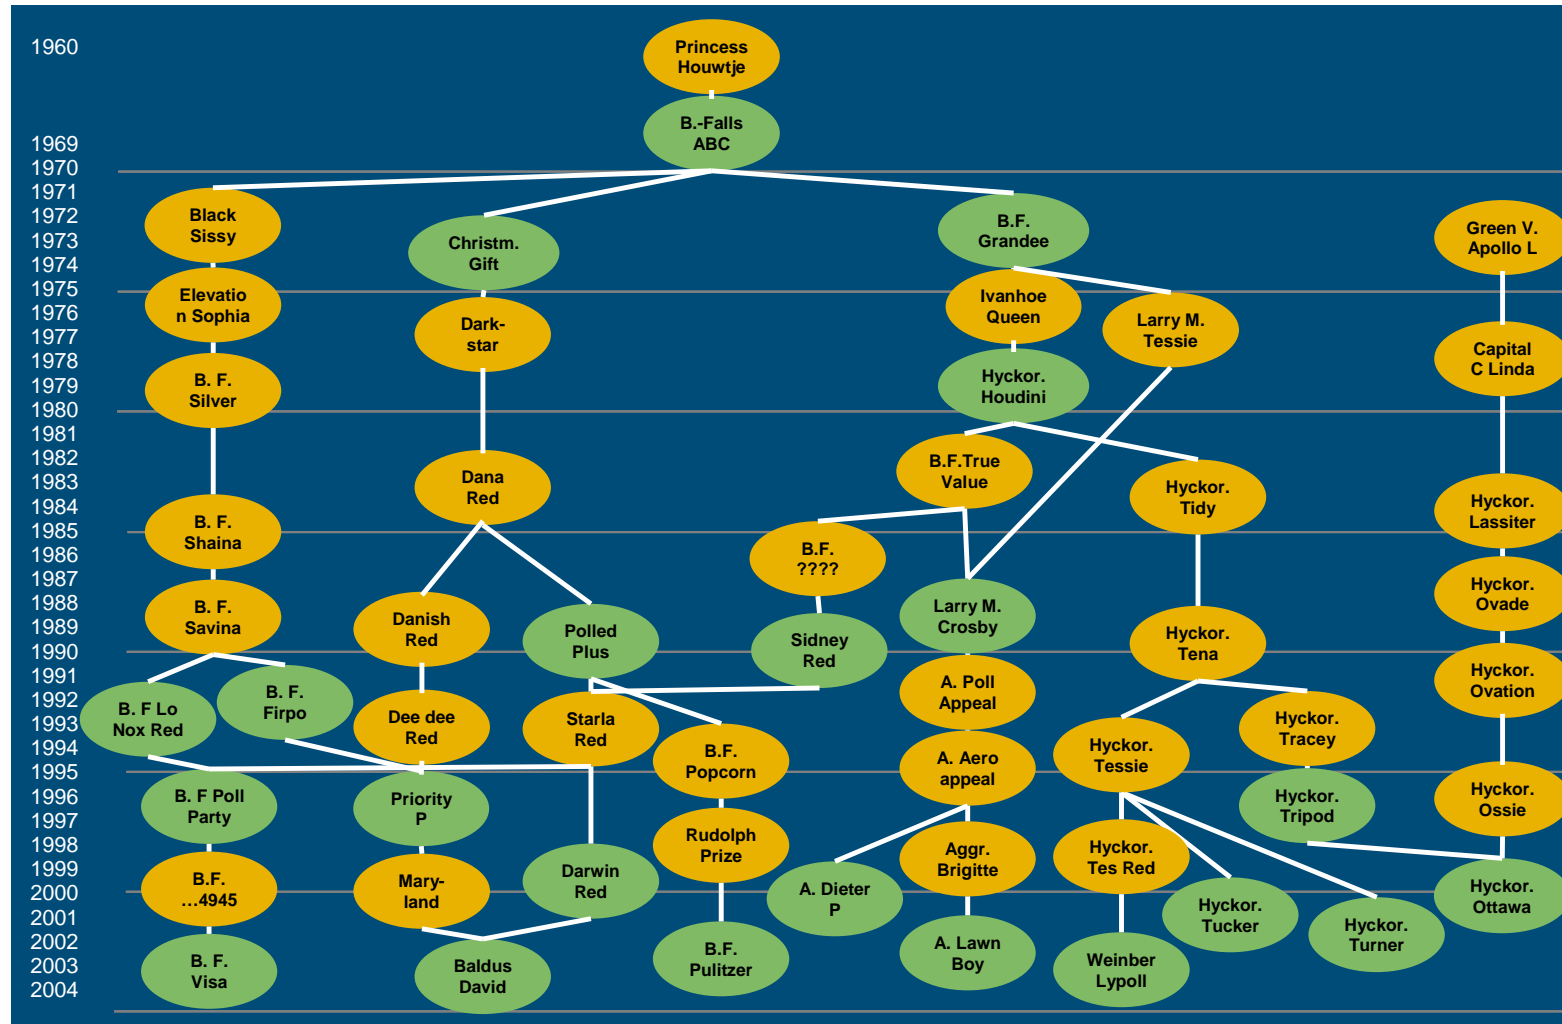 1960
Princess
Houwtje
B.-Falls
ABC
1969
1970
1971
1972
1973
1974
1975
1976
1977
1978
1979
1980
1981
1982
1983
1984
1985
1986
1987
1988
1989
1990
1991
1992
1993
1994
1995
1996
1997
1998
1999
2000
2001
2002
2003
2004
Black
Sissy
Christm.
Gift
B.F.
Grandee
Green V.
Apollo L
Elevatio
n Sophia
Dark-
star
Ivanhoe
Queen
Larry M.
Tessie
Capital
C Linda
B. F.
Silver
Hyckor.
Houdini
Dana
Red
B.F.True
Value
Hyckor.
Tidy
Hyckor.
Lassiter
B. F.
Shaina
B.F.
????
B. F.
Savina
Danish
Red
Polled
Plus
Sidney
Red
Larry M.
Crosby
Hyckor.
Tena
Hyckor.
Ovade
B. F Lo
Nox Red
B. F.
Firpo
Dee dee
Red
Starla
Red
B.F.
Popcorn
A. Poll
Appeal
Hyckor.
Tessie
Hyckor.
Tracey
Hyckor.
Ovation
A. Aero
appeal
B. F Poll
Party
Priority
P
Rudolph
Prize
Hyckor.
Tripod
Hyckor.
Ossie
B.F.
...4945
Mary-
land
Darwin
Red
A. Dieter
P
Aggr.
Brigitte
Hyckor.
Tes Red
Hyckor.
Tucker
Hyckor.
Turner
Hyckor.
Ottawa
B. F.
Visa
Baldus
David
B.F.
Pulitzer
A. Lawn
Boy
Weinber
Lypoll